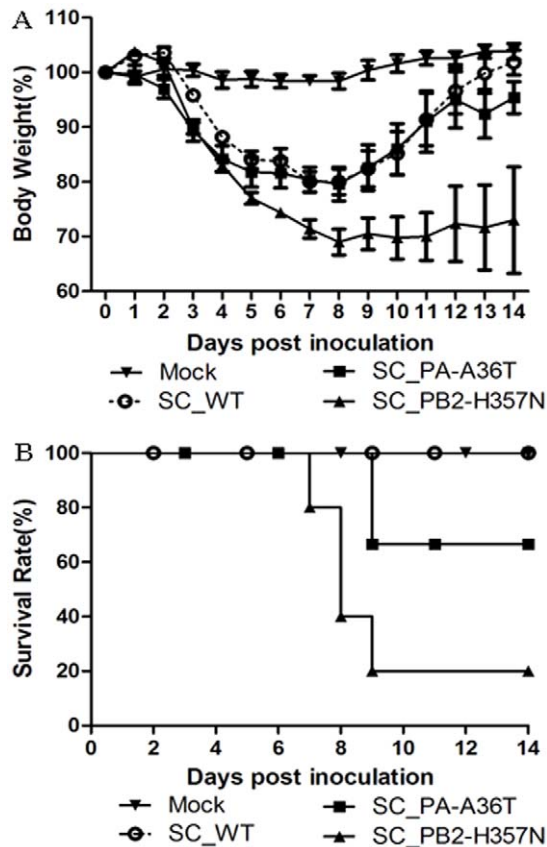 A
Body Weight(%)
110
100
90
80
70
60
0 1 2 3 4 5 6 7 8 9 10 11 12 13 14
Days post inoculation
Mock SC_PA-A36T
SC_WT SC_PB2-H357N
B
Survival Rate(%)
100
80
60
40
20
0
0 2 4 6 8 10 12 14
Days post inoculation
Mock SC_PA-A36T
SC_WT SC_PB2-H357N